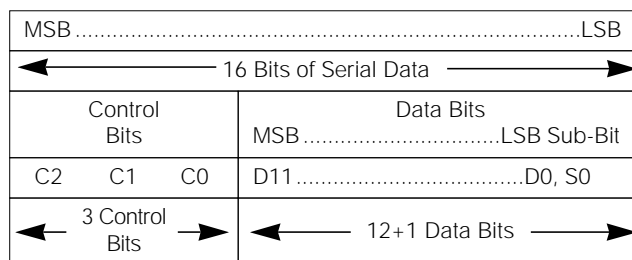 MSB........................................................................LSB
16 Bits of Serial Data
Control
Bits
Data Bits
MSB............................LSB Sub-Bit
C2 C1 C0
D11................................D0, S0
3 Control
Bits
12+1 Data Bits